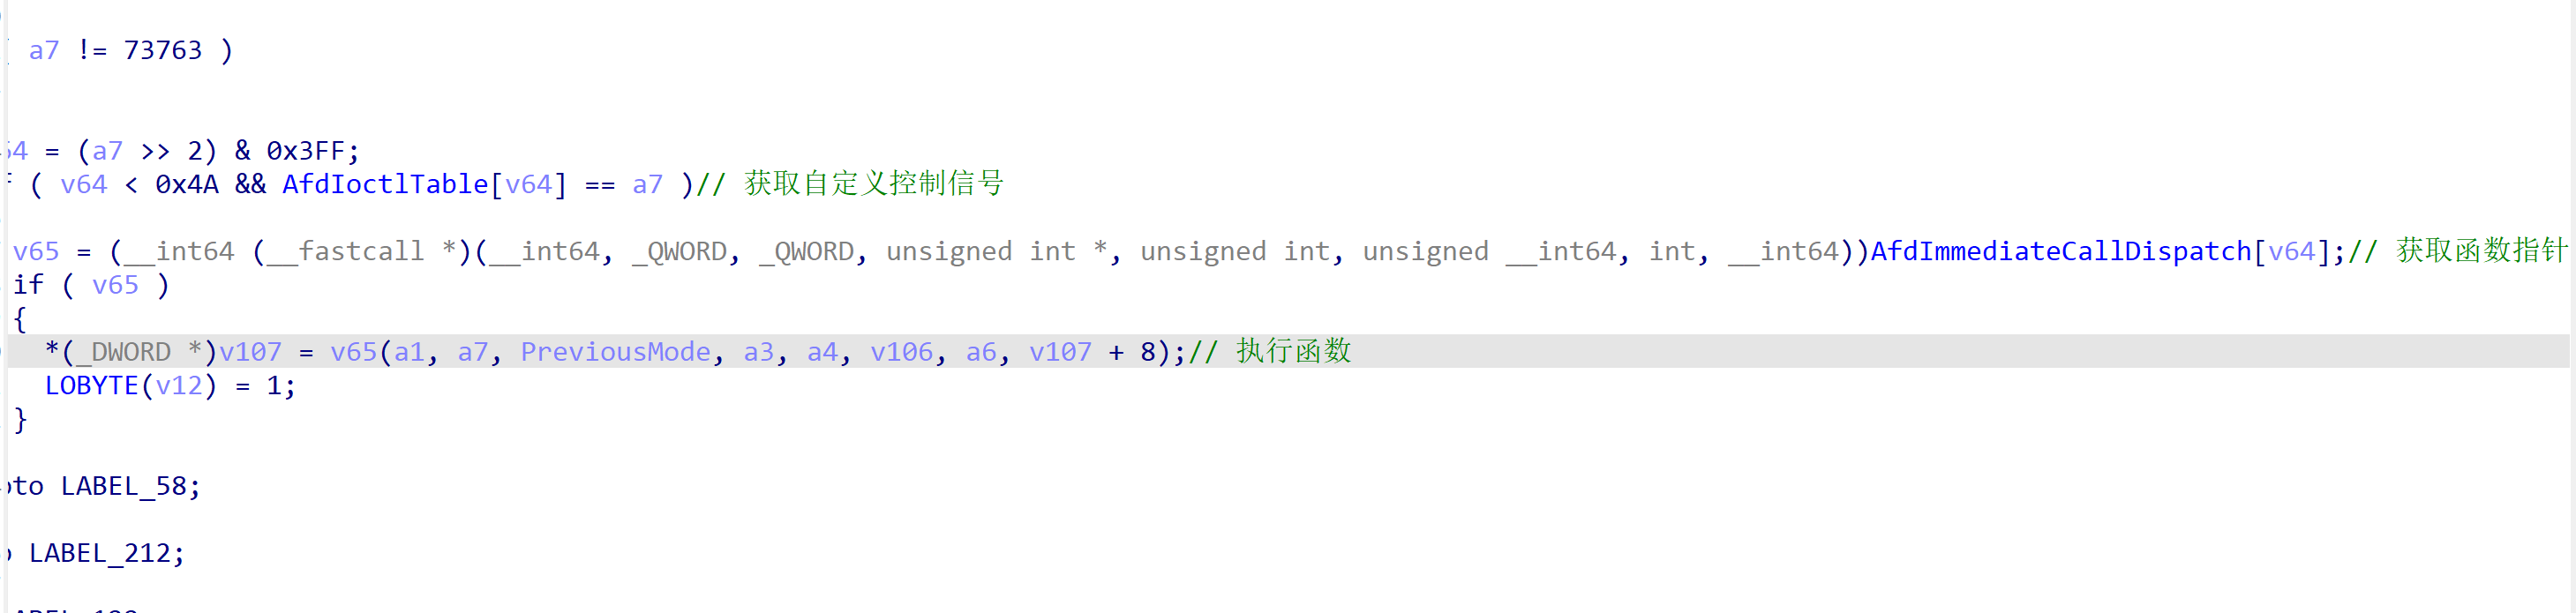 a7 != 73763 )
64 = (a7 >> 2) & 0x3FF;
( v64 < 0x4A && AfdIoctlTable[v64] == a7 )// 获取自定义控制信号
v65 = (__int64 (__fastcall *)(__int64, _QWORD, _QWORD, unsigned int *, unsigned int, unsigned __int64, int, __int64))AfdImmediateCallDispatch[v64];// 获取函数指针
if ( v65 )
{
*(_DWORD *)v107 = v65(a1, a7, PreviousMode, a3, a4, v106, a6, v107 + 8);// 执行函数
LOBYTE(v12) = 1;
}
oto LABEL_58;
LABEL_212;